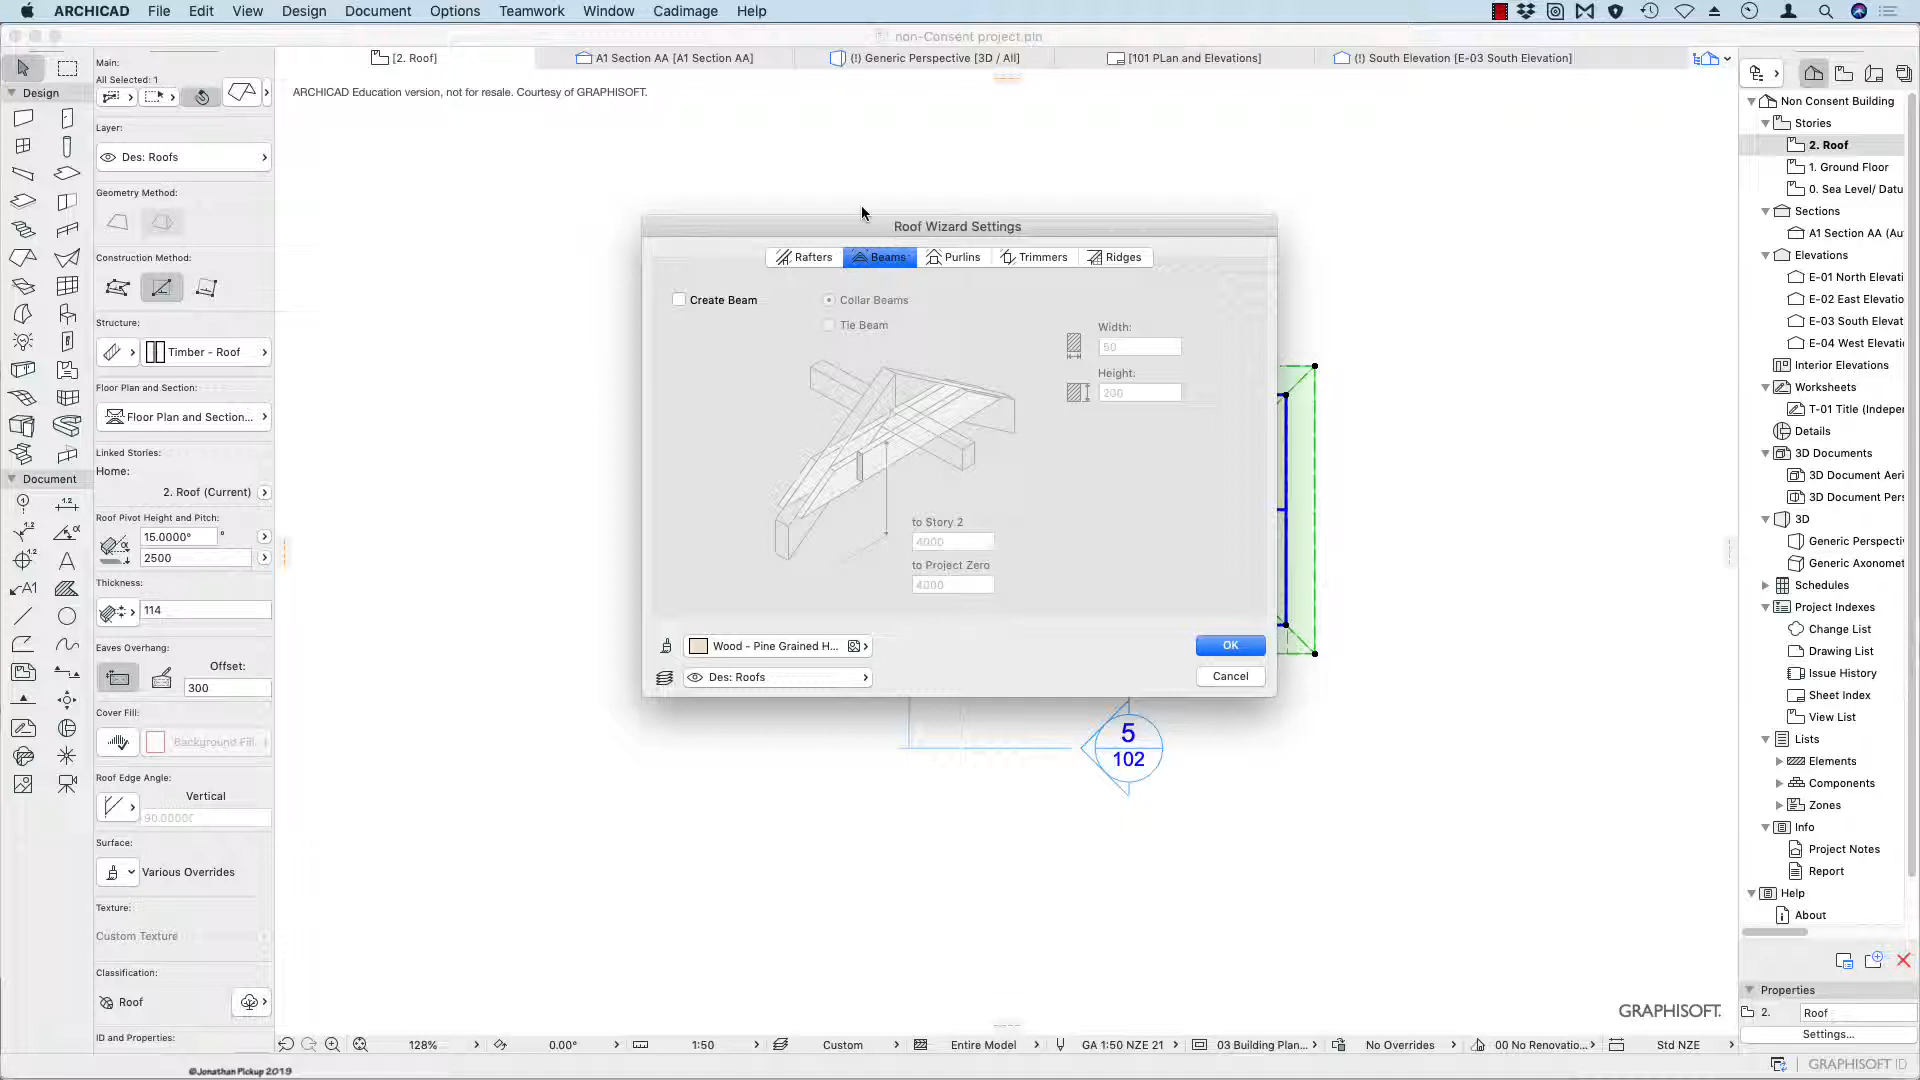 ARCHICAD File Edit View Design Document Options Teamwork Window Cadimage Help
non-Consent project.pln
[2. Roof]
A1 Section AA [A1 Section AA]
(!) Generic Perspective [3D / All]
[101 PLan and Elevations]
(!) South Elevation [E-03 South Elevation]
ARCHICAD Education version, not for resale. Courtesy of GRAPHISOFT.
Design
Document
Main:
All Selected: 1
Layer:
Des: Roofs
Geometry Method:
Construction Method:
Structure:
Timber - Roof
Floor Plan and Section:
Floor Plan and Section...
Linked Stories:
Home:
2. Roof (Current)
Roof Pivot Height and Pitch:
15.0000° °
2500
Thickness:
114
Eaves Overhang:
Offset:
300
Cover Fill:
Background Fill
Roof Edge Angle:
Vertical
90.0000
Surface:
Various Overrides
Texture:
Custom Texture
Classification:
Roof
ID and Properties:
©Jonathan Pickup 2019
Roof Wizard Settings
Rafters Beams Purlins Trimmers Ridges
Create Beam
Collar Beams
Tie Beam
Width:
50
Height:
200
to Story 2
4000
to Project Zero
4000
Wood - Pine Grained H...
Des: Roofs
OK
Cancel
5
102
Non Consent Building
Stories
2. Roof
1. Ground Floor
0. Sea Level/ Datu
Sections
A1 Section AA (Au
Elevations
E-01 North Elevati
E-02 East Elevatio
E-03 South Elevat
E-04 West Elevatio
Interior Elevations
Worksheets
T-01 Title (Indeper
Details
3D Documents
3D Document Aeri
3D Document Pers
3D
Generic Perspecti
Generic Axonomet
Schedules
Project Indexes
Change List
Drawing List
Issue History
Sheet Index
View List
Lists
Elements
Components
Zones
Info
Project Notes
Report
Help
About
Properties
2. Roof
Settings...
GRAPHISOFT.
128% 0.00° 1:50 Custom Entire Model GA 1:50 NZE 21 03 Building Plan... No Overrides 00 No Renovatio... Std NZE
GRAPHISOFT ID